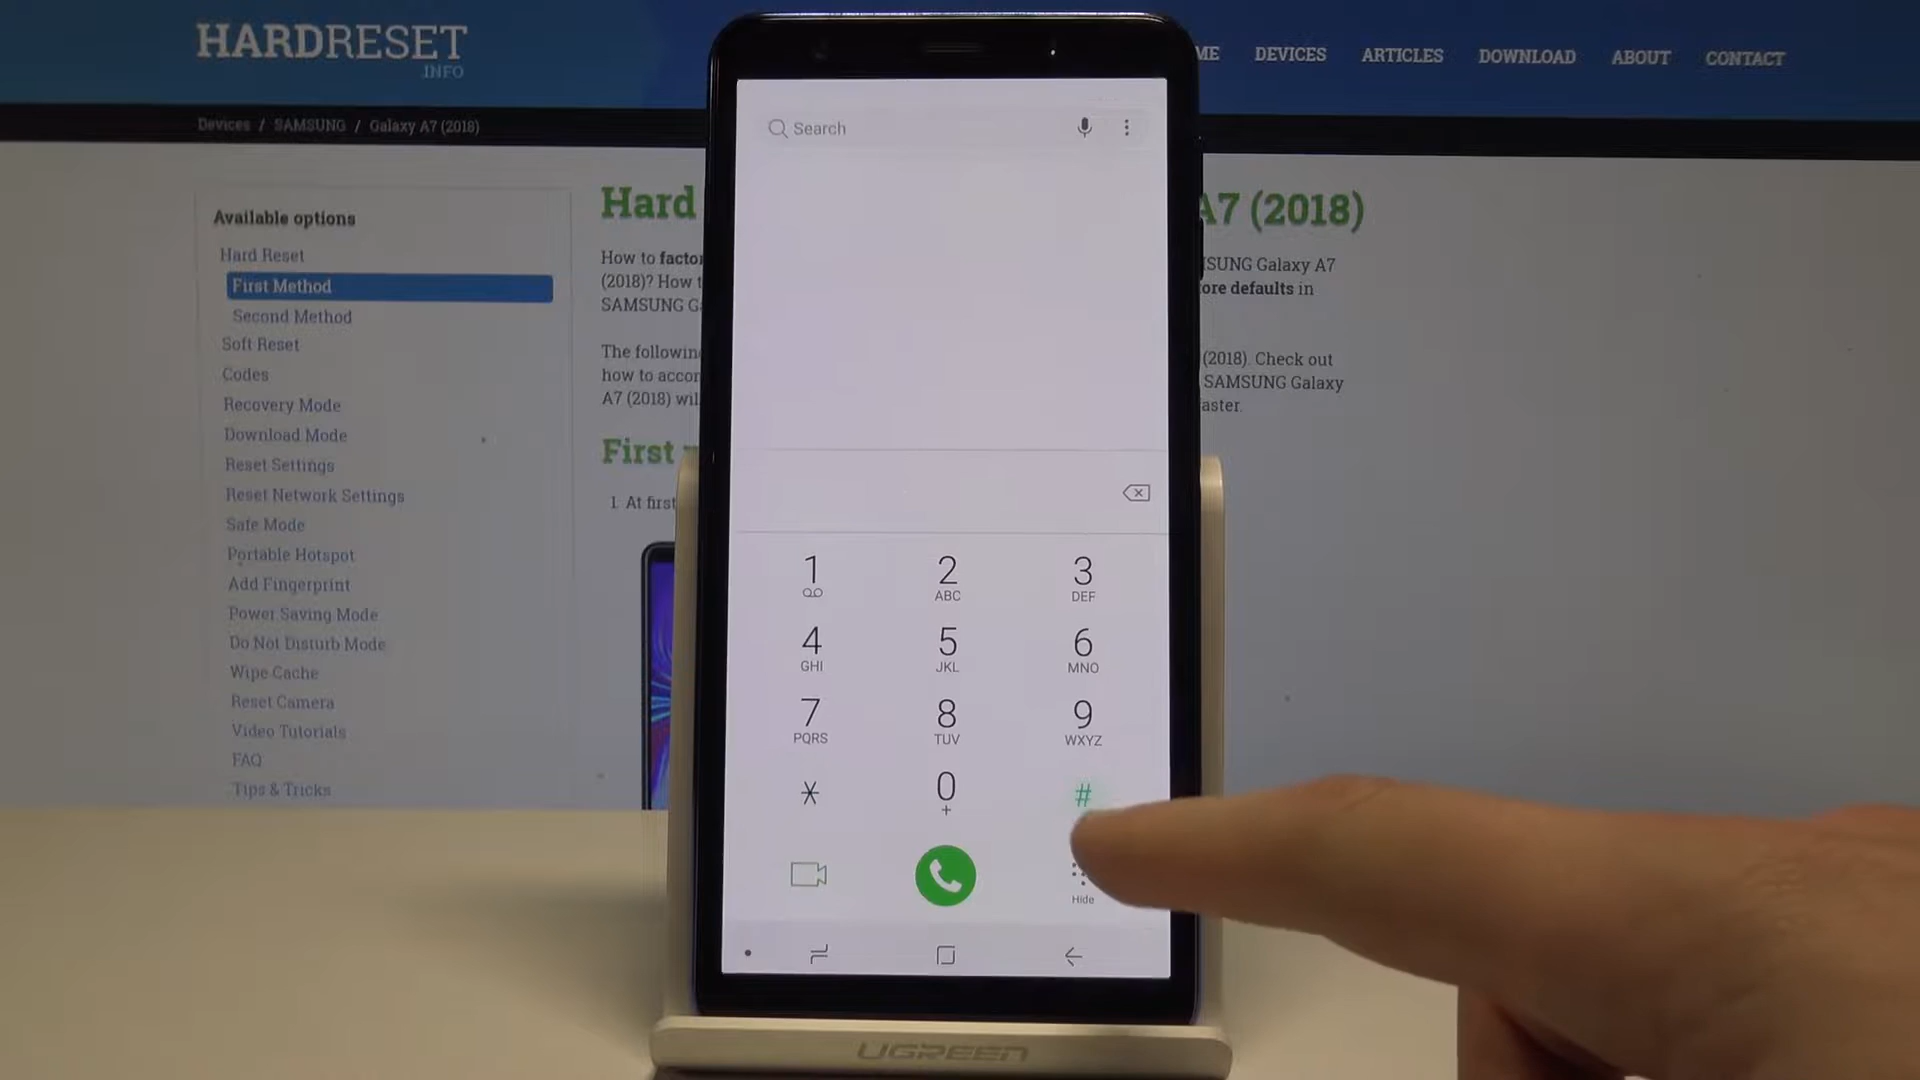 HARDRESET
.INFO
ME DEVICES ARTICLES DOWNLOAD ABOUT CONTACT
Devices / SAMSUNG / Galaxy A7 (2018)
Available options
Hard Reset
First Method
Second Method
Soft Reset
Codes
Recovery Mode
Download Mode
Reset Settings
Reset Network Settings
Safe Mode
Portable Hotspot
Add Fingerprint
Power Saving Mode
Do Not Disturb Mode
Wipe Cache
Reset Camera
Video Tutorials
FAQ
Tips & Tricks
Hard A7 (2018)
How to factor SUNG Galaxy A7
(2018)? How t ore defaults in
SAMSUNG G
The followin (2018). Check out
how to accor SAMSUNG Galaxy
A7 (2018) wil aster.
First
1. At first
Search
1 2 ABC 3 DEF
4 GHI 5 JKL 6 MNO
7 PQRS 8 TUV 9 WXYZ
* 0 + #
Hide
UGREEN